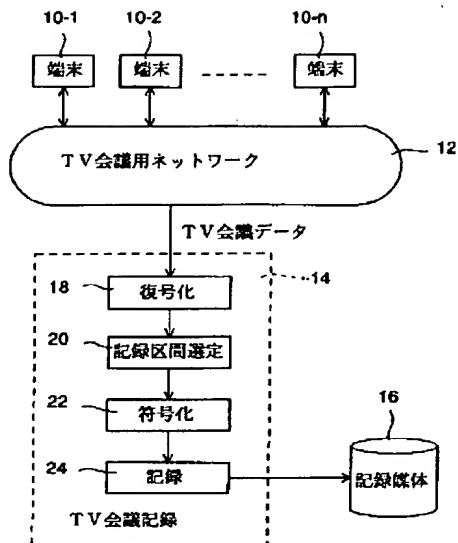 10-1
10-2
10-n
端末
端末
端末
TV会議用ネットワーク
12
TV会議データ
14
18
復号化
20
記録区間選定
22
符号化
16
24
記録
記録媒体
TV会議記録